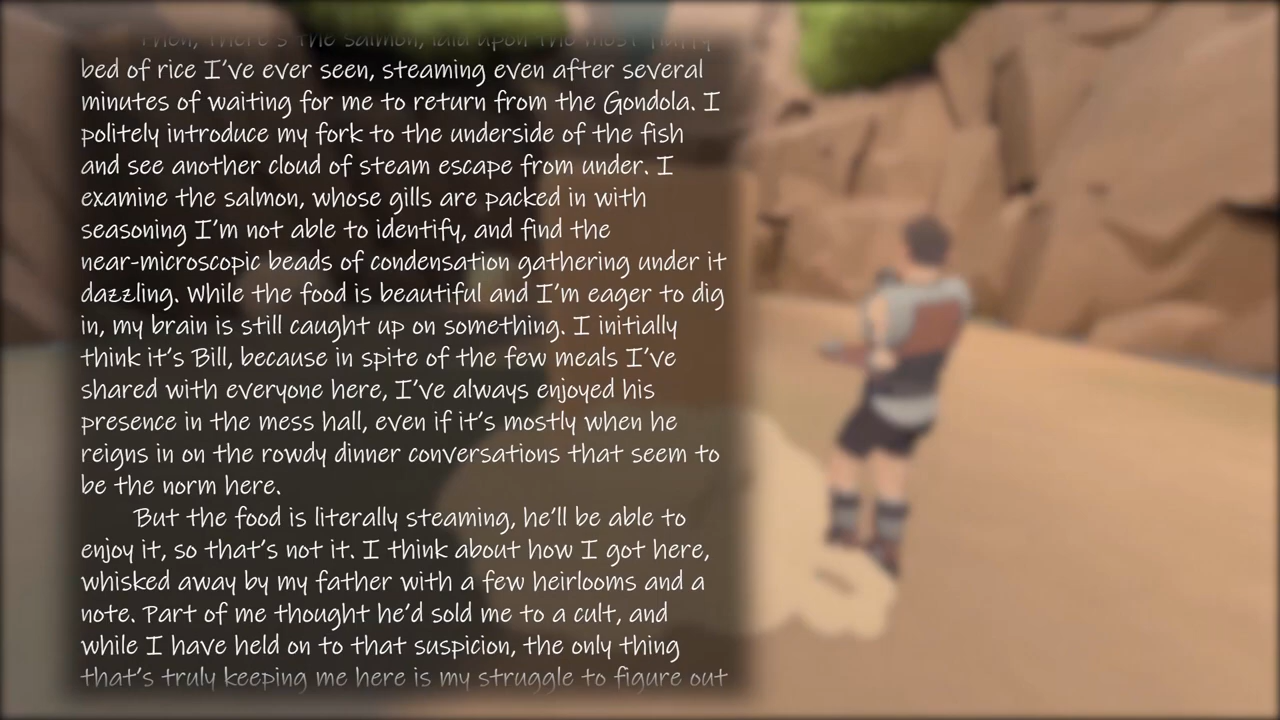 Then, there's the salmon, laid upon the most fluffy
bed of rice I've ever seen, steaming even after several
minutes of waiting for me to return from the Gondola. I
politely introduce my fork to the underside of the fish
and see another cloud of steam escape from under. I
examine the salmon, whose gills are packed in with
seasoning I'm not able to identify, and find the
near-microscopic beads of condensation gathering under it
dazzling. While the food is beautiful and I'm eager to dig
in, my brain is still caught up on something. I initially
think it's Bill, because in spite of the few meals I've
shared with everyone here, I've always enjoyed his
presence in the mess hall, even if it's mostly when he
reigns in on the rowdy dinner conversations that seem to
be the norm here.
But the food is literally steaming, he'll be able to
enjoy it, so that's not it. I think about how I got here,
whisked away by my father with a few heirlooms and a
note. Part of me thought he'd sold me to a cult, and
while I have held on to that suspicion, the only thing
that's truly keeping me here is my struggle to figure out